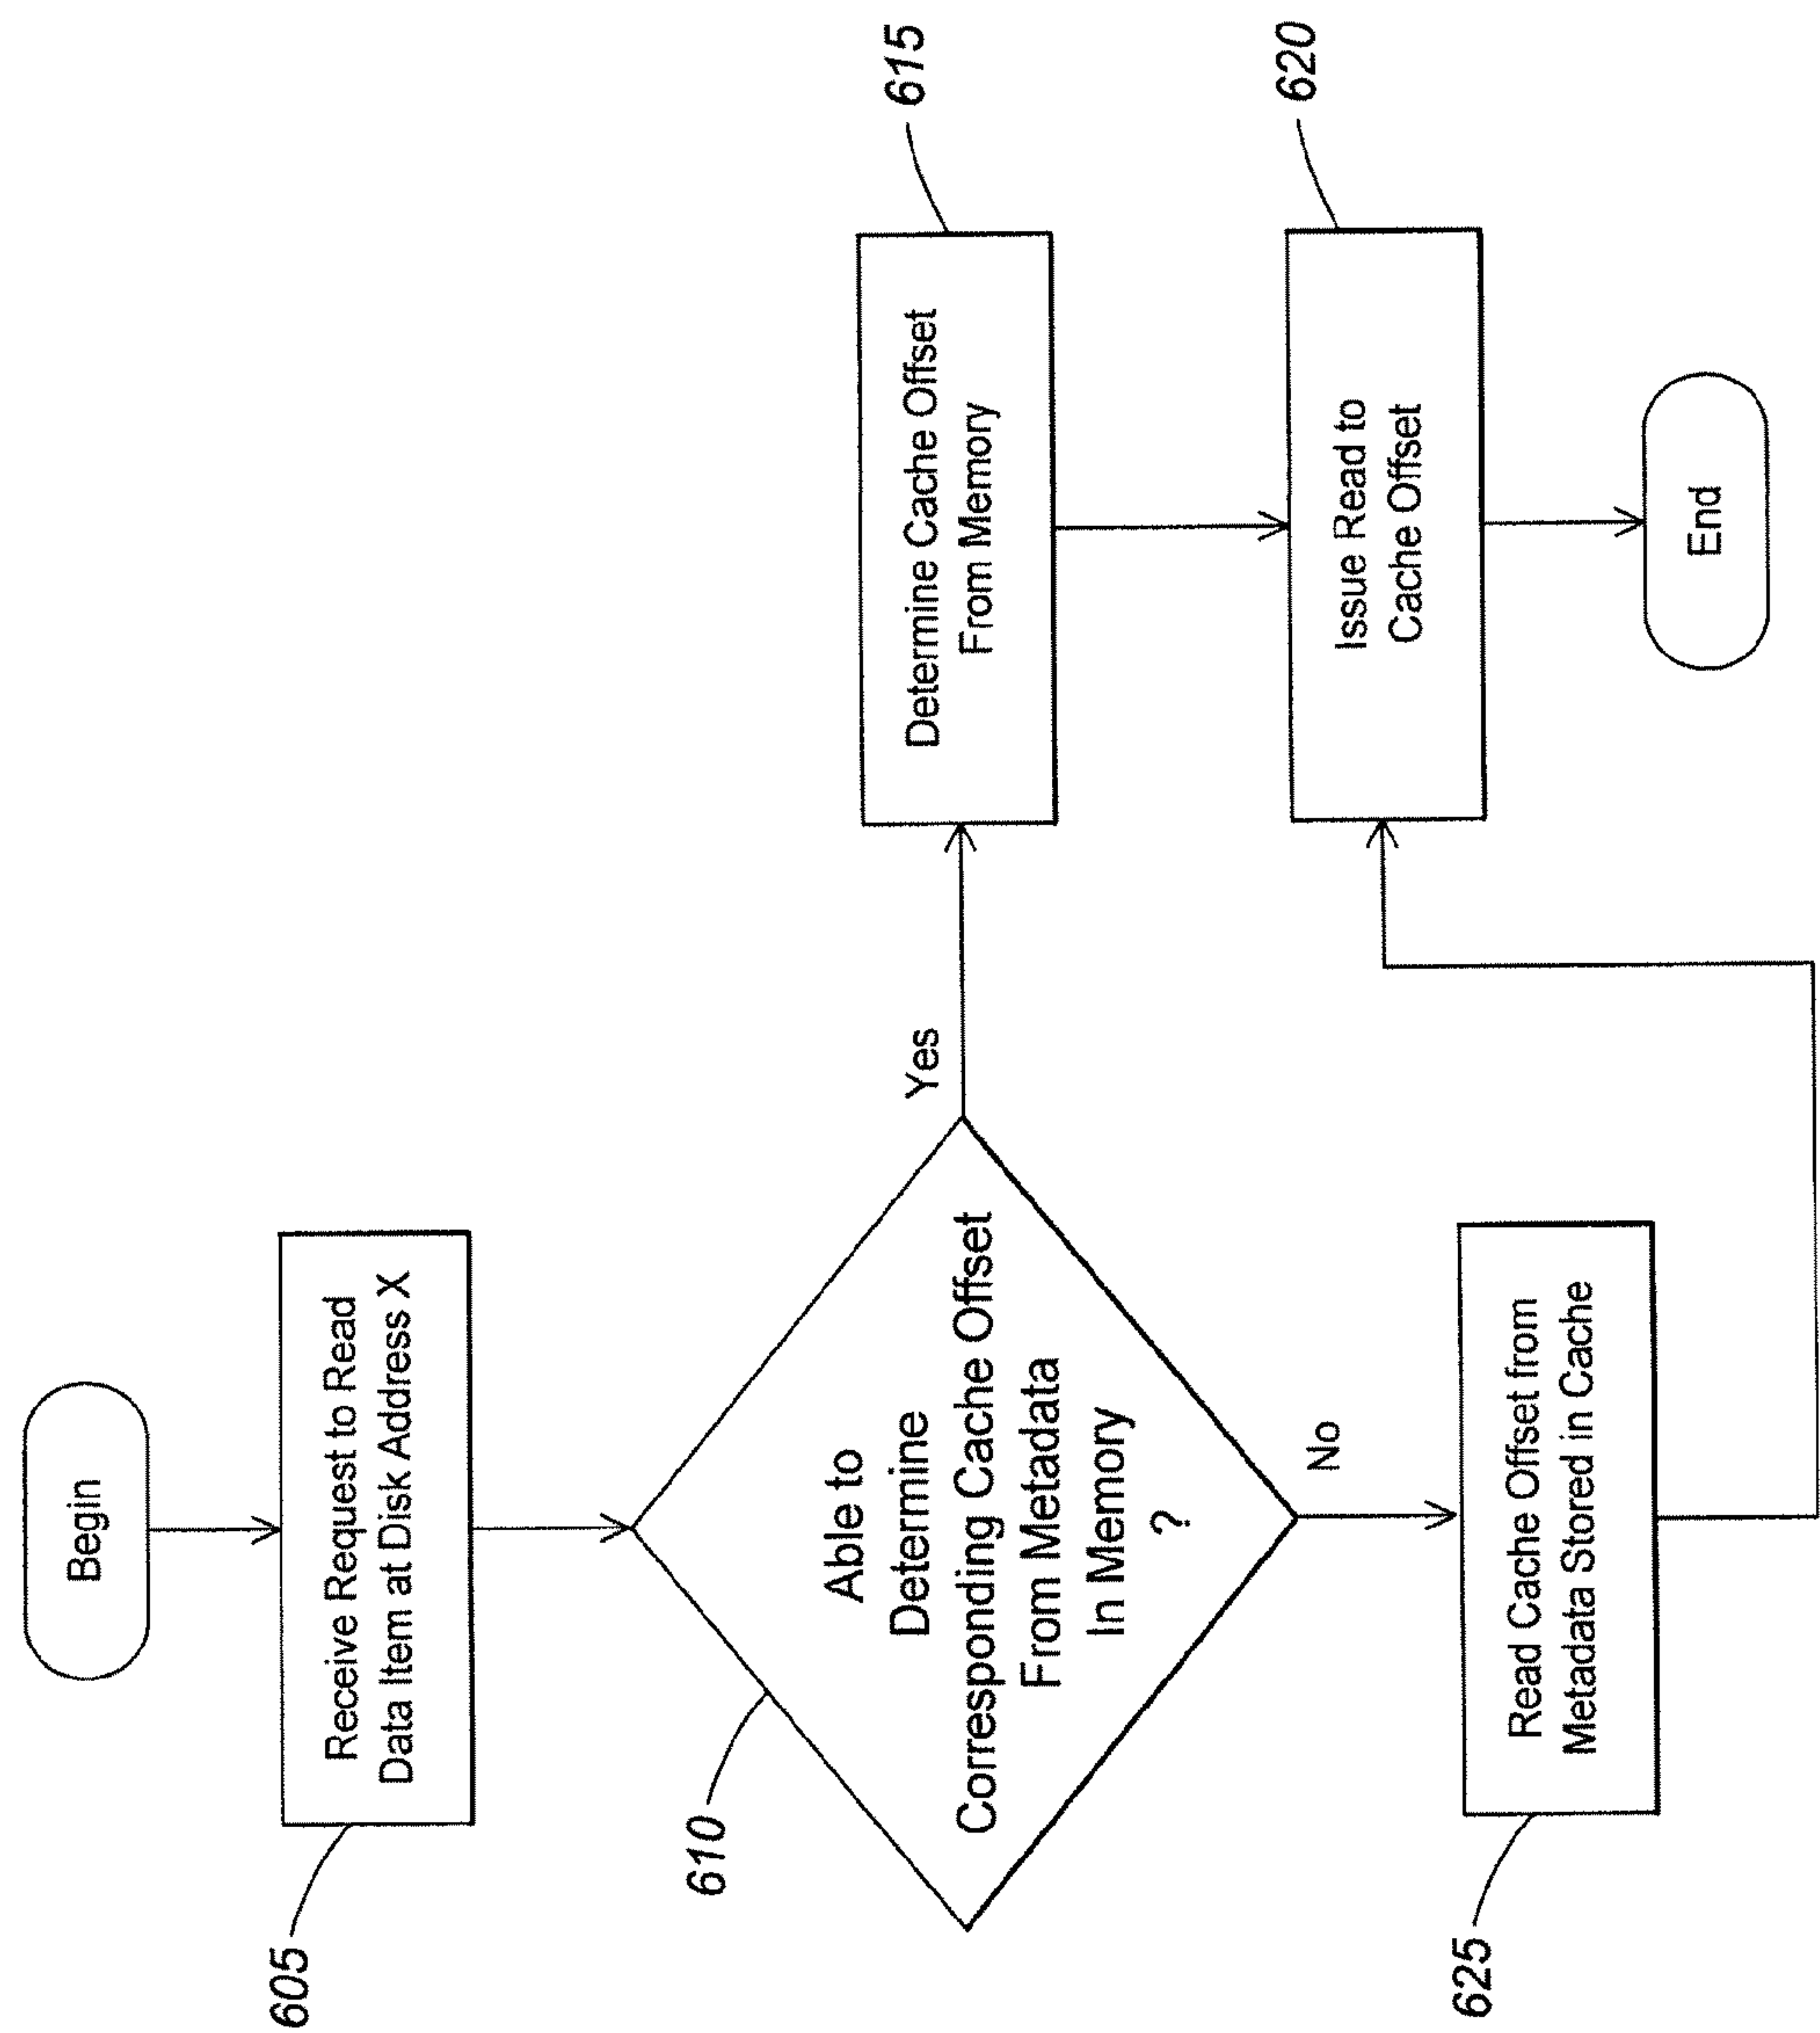 Begin
605
Receive Request to Read
Data Item at Disk Address X
610
Able to
Determine
Corresponding Cache Offset
From Metadata
In Memory
?
Yes
615
Determine Cache Offset
From Memory
620
Issue Read to
Cache Offset
End
No
625
Read Cache Offset from
Metadata Stored in Cache